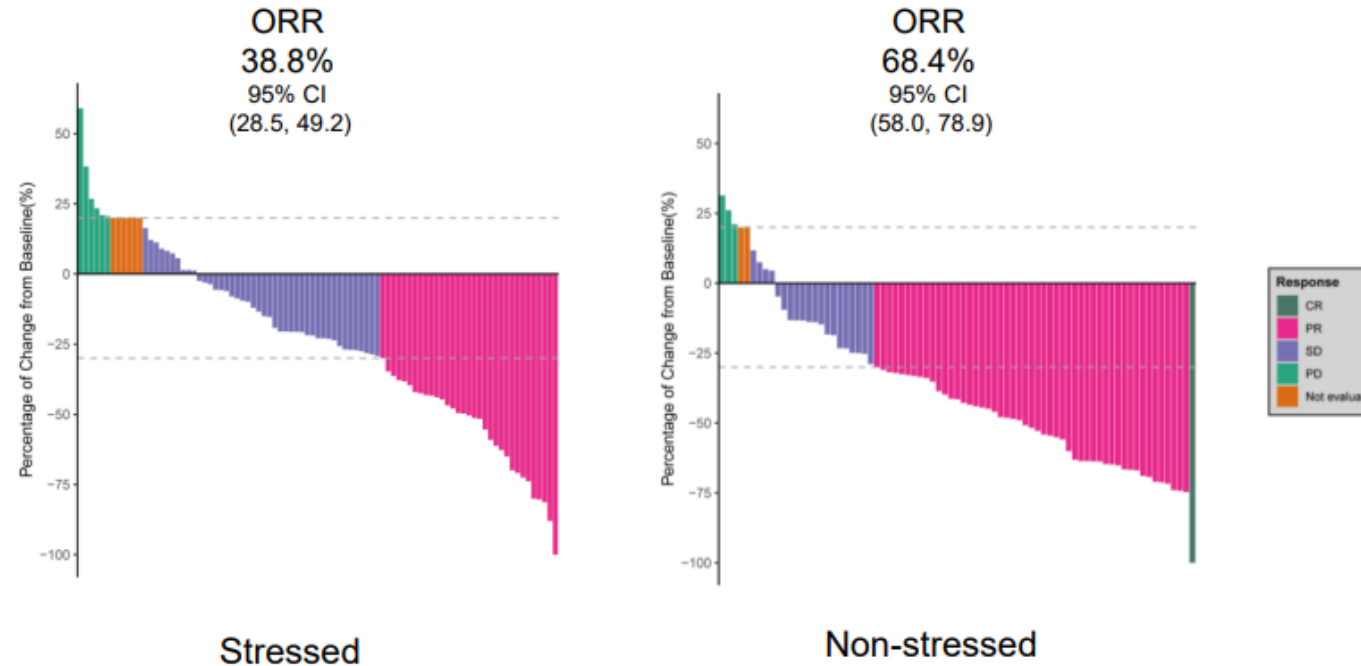 ORR
38.8%
95% CI
(28.5, 49.2)
Percentage of Change from Baseline(%)
50
25
0
−25
−50
−75
−100
Stressed
ORR
68.4%
95% CI
(58.0, 78.9)
Percentage of Change from Baseline(%)
50
25
0
−25
−50
−75
−100
Non-stressed
Response
CR
PR
SD
PD
Not evalua